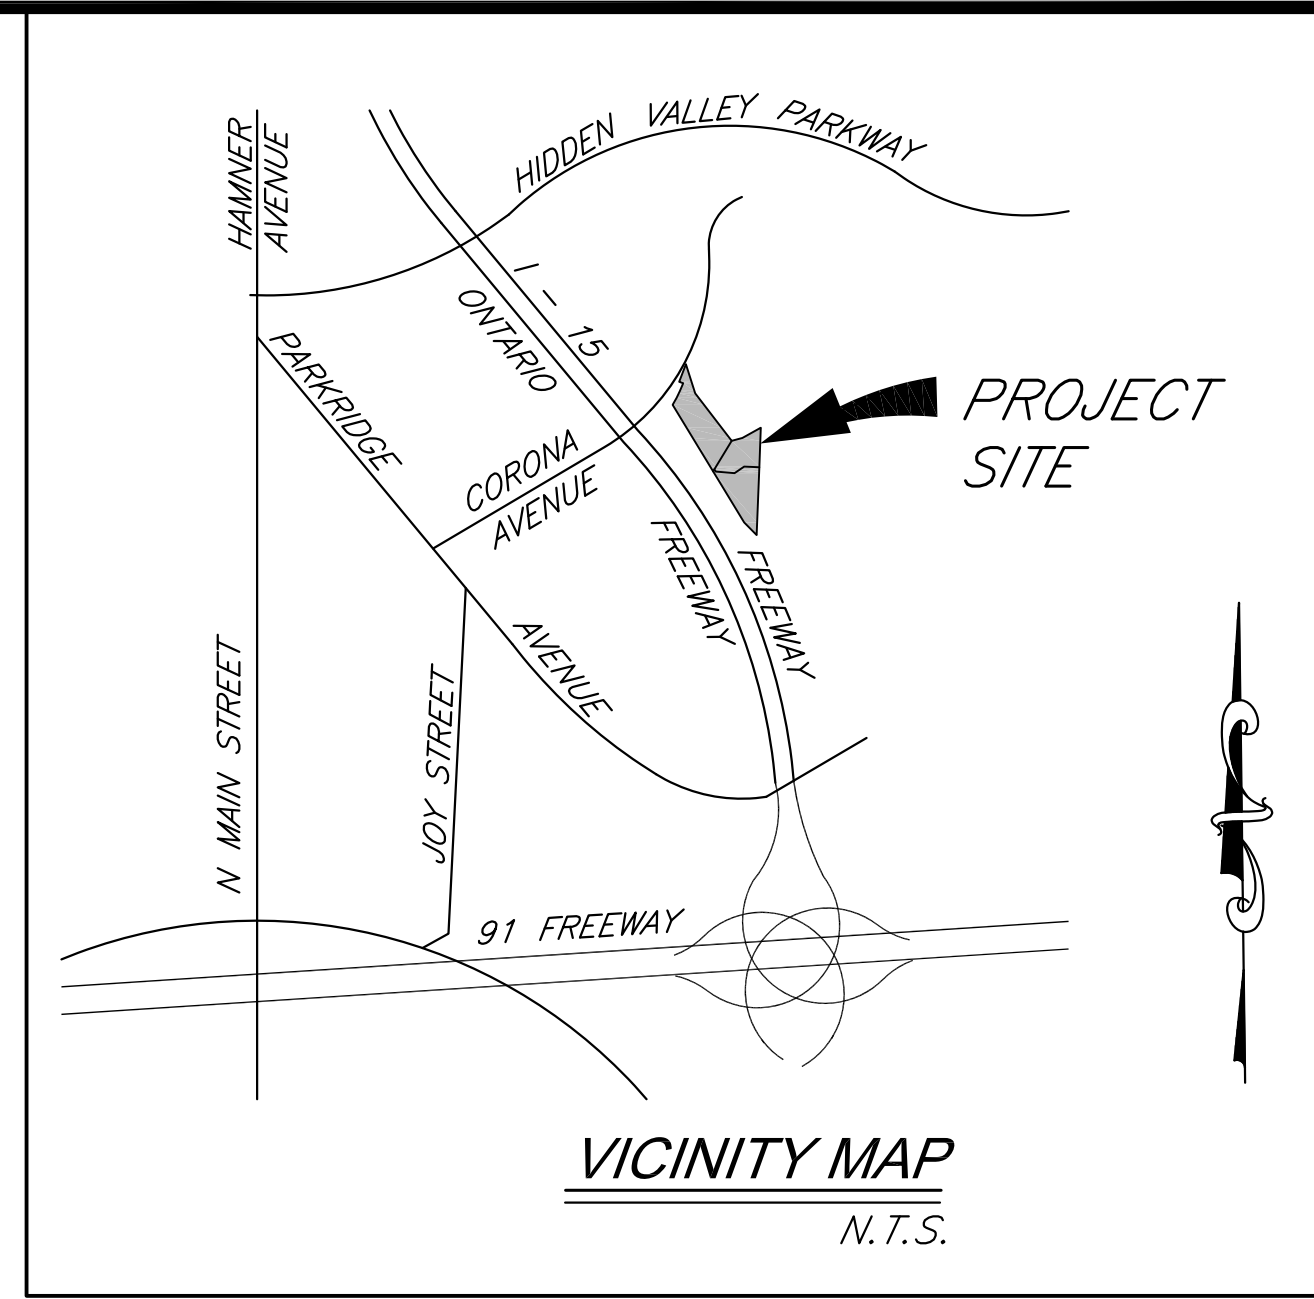 HIDDEN VALLEY PARKWAY
HAMNER
AVENUE
I - 15
ONTARIO
PARKRIDGE
CORONA
AVENUE
PROJECT
SITE
FREEWAY
FREEWAY
AVENUE
N MAIN STREET
JOY STREET
91 FREEWAY
VICINITY MAP
N.T.S.